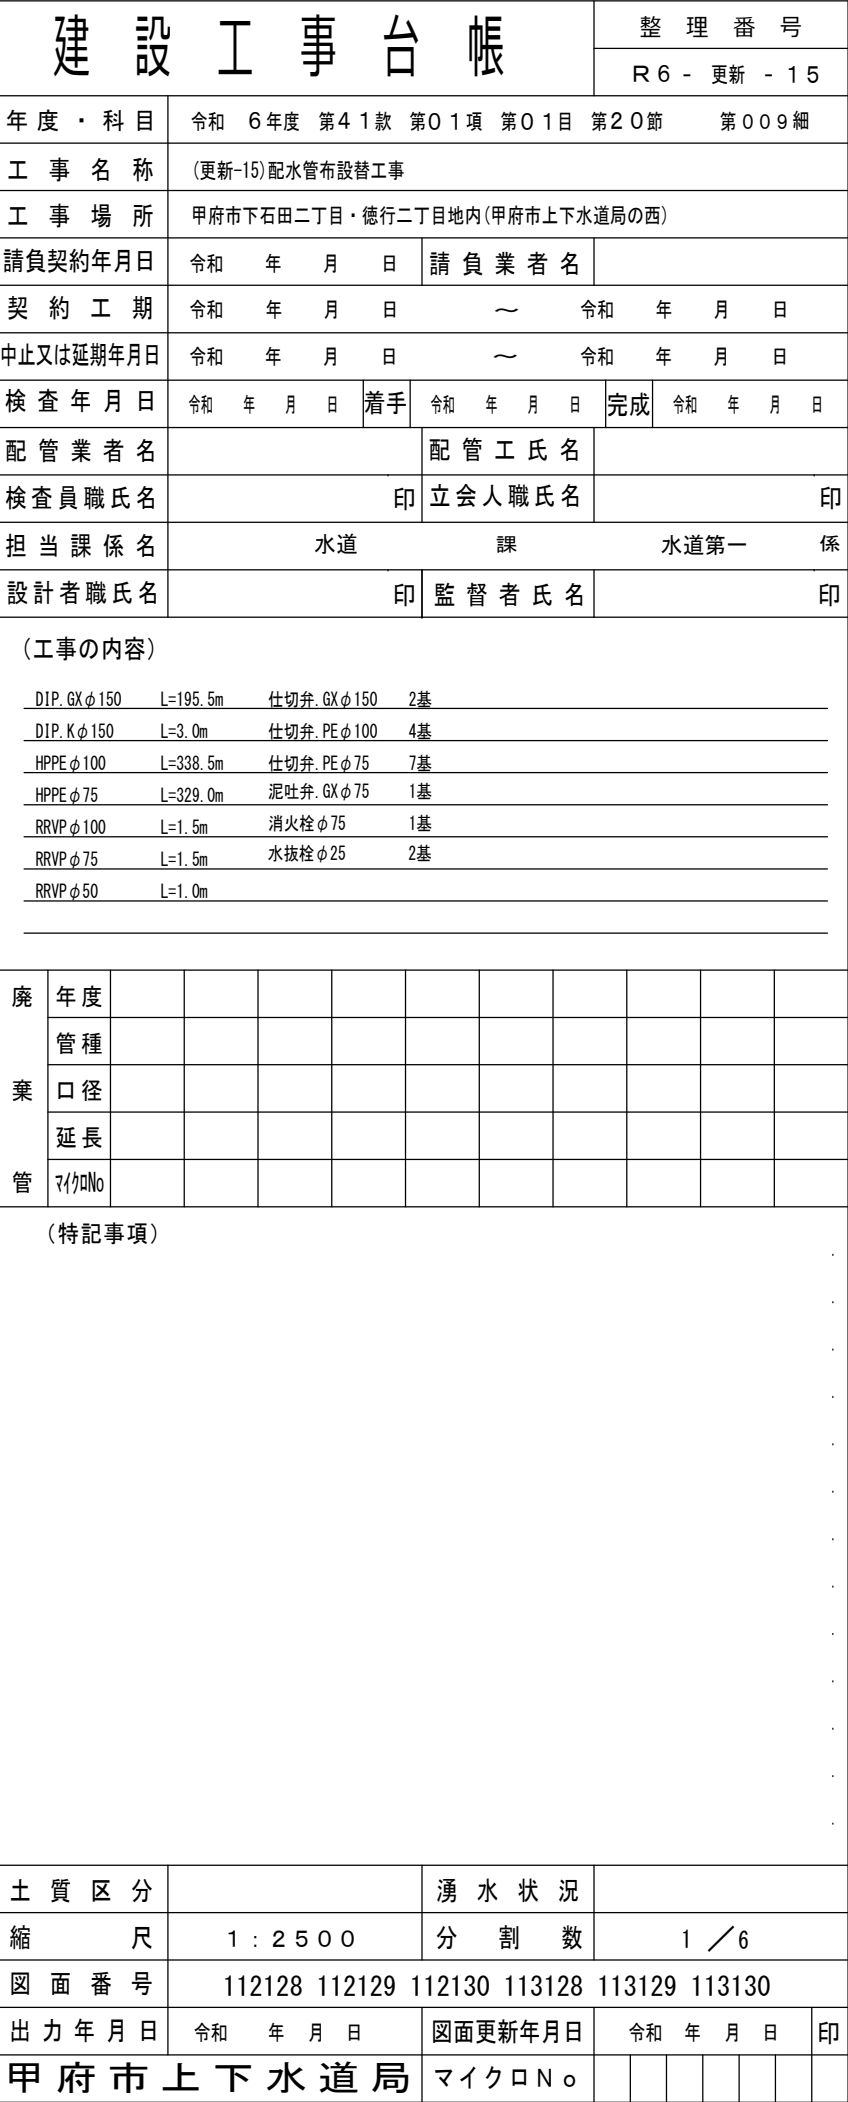 建設工事台帳
整理番号
R6- 更新 -15
年度・科目 令和 6年度 第41款 第01項 第01目 第20節 第009細
工事名称 (更新-15)配水管布設替工事
工事場所 甲府市下石田二丁目・徳行二丁目地内(甲府市上下水道局の西)
請負契約年月日 令和 年 月 日 請負業者名
契約工期 令和 年 月 日 ～ 令和 年 月 日
中止又は延期年月日 令和 年 月 日 ～ 令和 年 月 日
検査年月日 令和 年 月 日 着手 令和 年 月 日 完成 令和 年 月 日
配管業者名 配管工氏名
検査員職氏名 印 立会人職氏名 印
担当課係名 水道 課 水道第一 係
設計者職氏名 印 監督者氏名 印
(工事の内容)
DIP.GXφ150 L=195.5m 仕切弁.GXφ150 2基
DIP.Kφ150 L=3.0m 仕切弁.PEφ100 4基
HPPEφ100 L=338.5m 仕切弁.PEφ75 7基
HPPEφ75 L=329.0m 泥吐弁.GXφ75 1基
RRVPφ100 L=1.5m 消火栓φ75 1基
RRVPφ75 L=1.5m 水抜栓φ25 2基
RRVPφ50 L=1.0m
廃棄管
年度
管種
口径
延長
マイクロNo
(特記事項)
土質区分 湧水状況
縮尺 1:2500 分割数 1／6
図面番号 112128 112129 112130 113128 113129 113130
出力年月日 令和 年 月 日 図面更新年月日 令和 年 月 日 印
甲府市上下水道局 マイクロNo